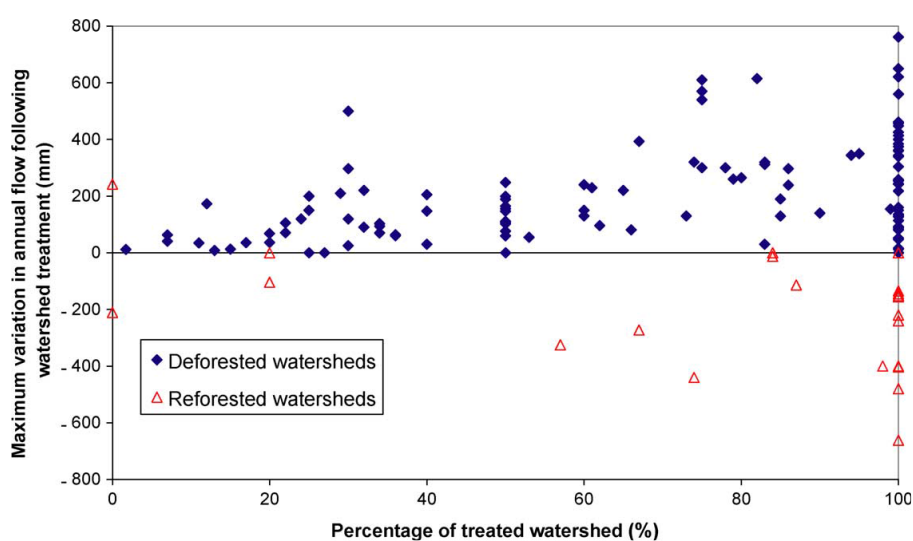 Maximum variation in annual flow following
watershed treatment (mm)
800
600
400
200
0
- 200
- 400
- 600
- 800
Deforested watersheds
Reforested watersheds
0 20 40 60 80 100
Percentage of treated watershed (%)